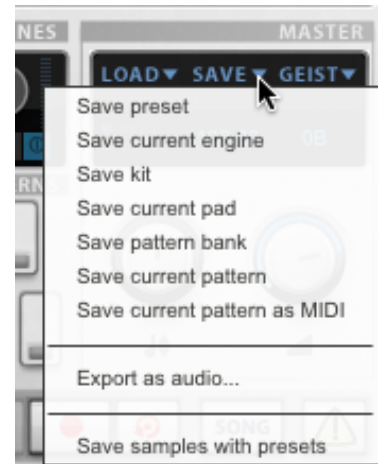 NES
MASTER
LOAD▼ SAVE▼ GEIST▼
Save preset
Save current engine
0B
Save kit
Save current pad
Save pattern bank
Save current pattern
Save current pattern as MIDI
Export as audio...
SONG
Save samples with presets